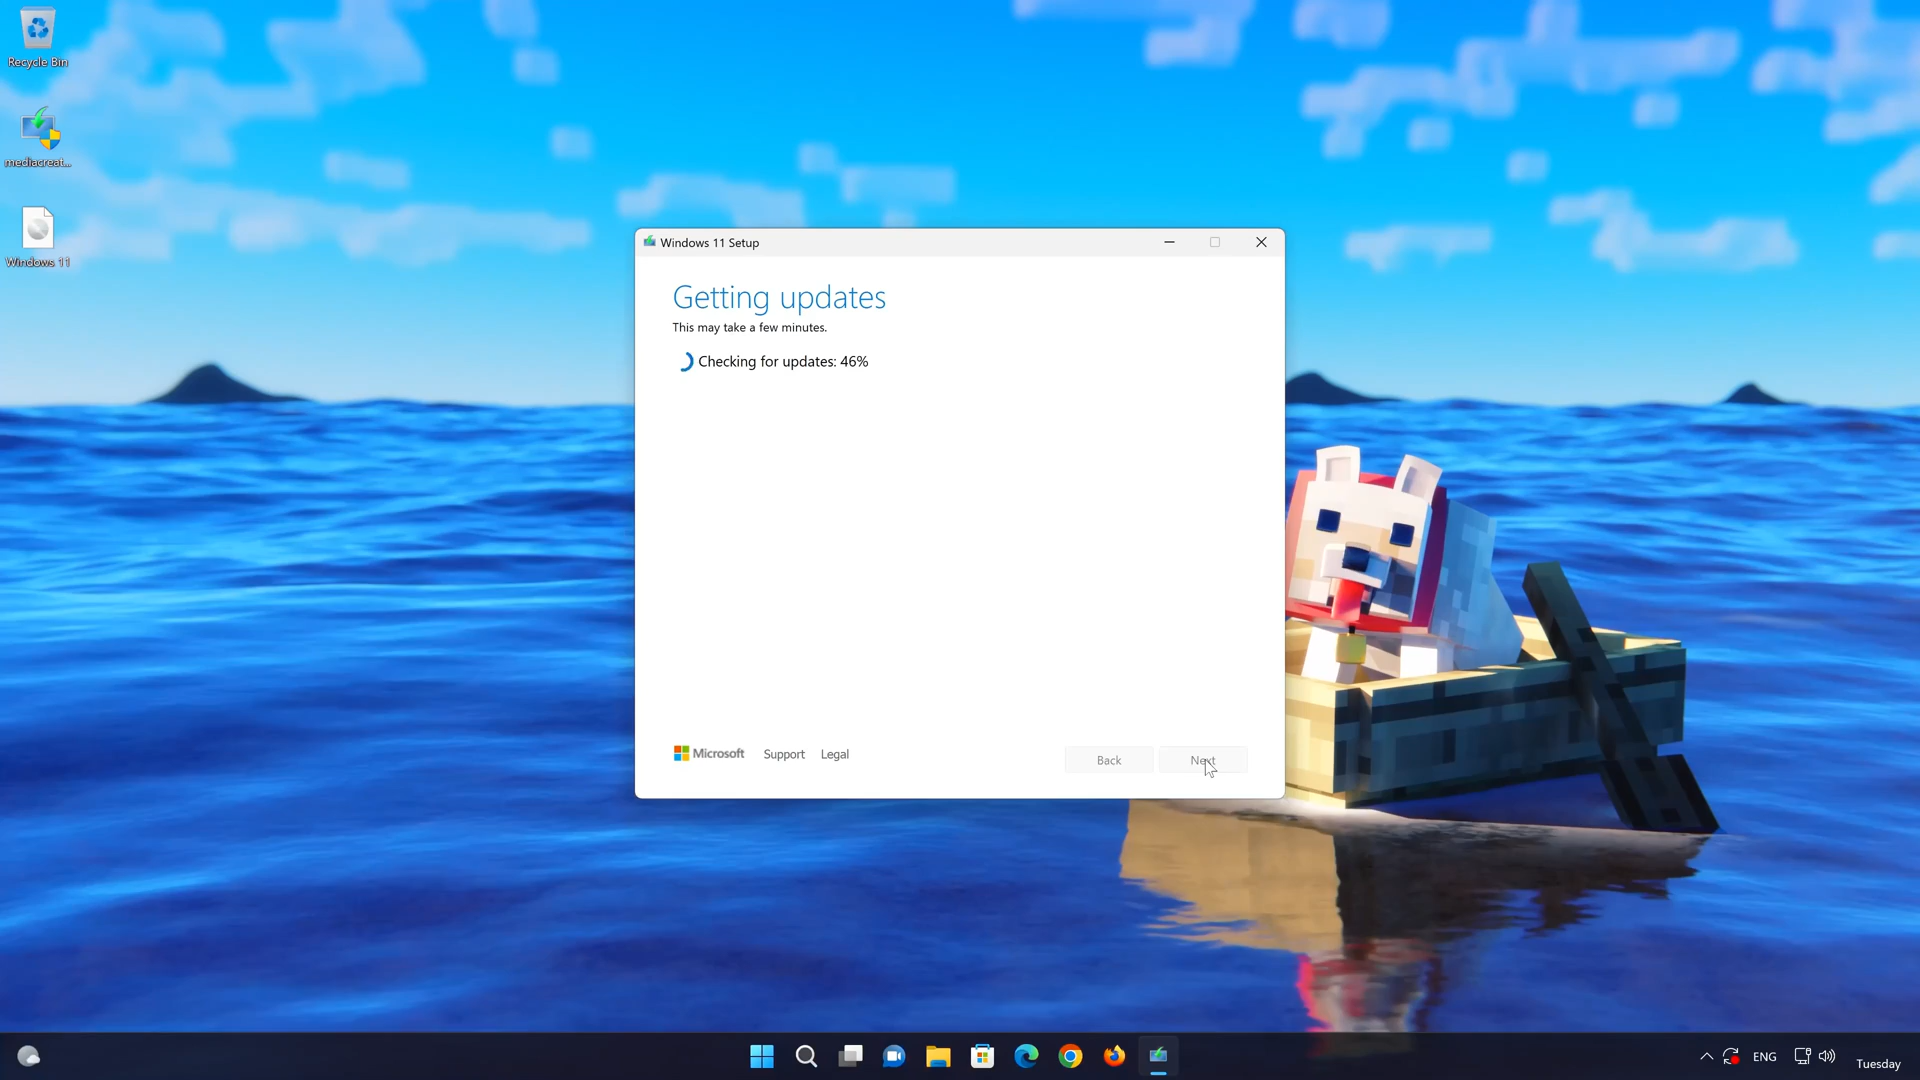 Recycle Bin
mediacreat...
Windows 11
Windows 11 Setup
Getting updates
This may take a few minutes.
Checking for updates: 46%
Microsoft
Support
Legal
Back
Next
ENG
Tuesday